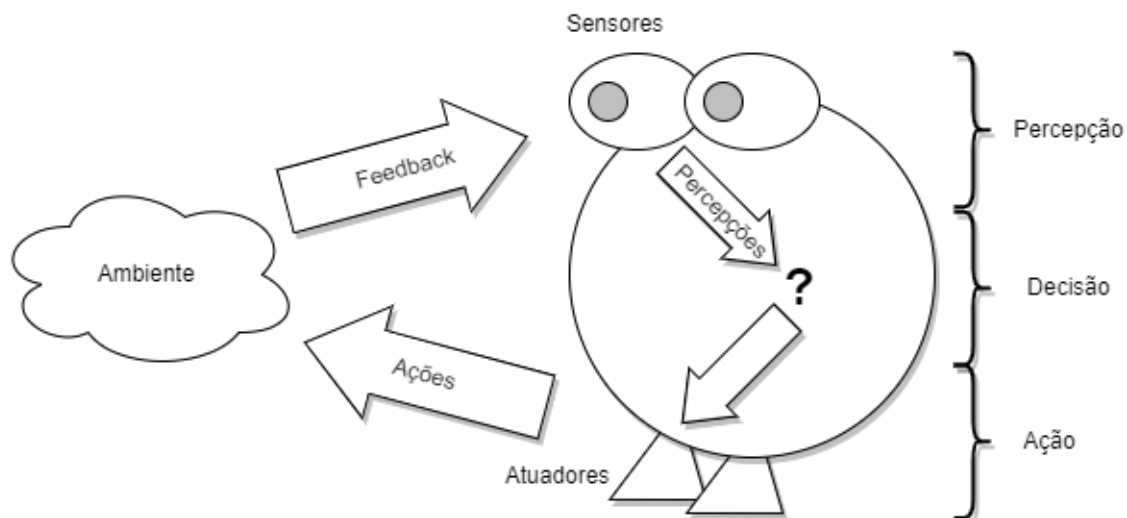 Sensores
Percepção
Feedback
Percepções
Ambiente
?
Decisão
Ações
Ação
Atuadores